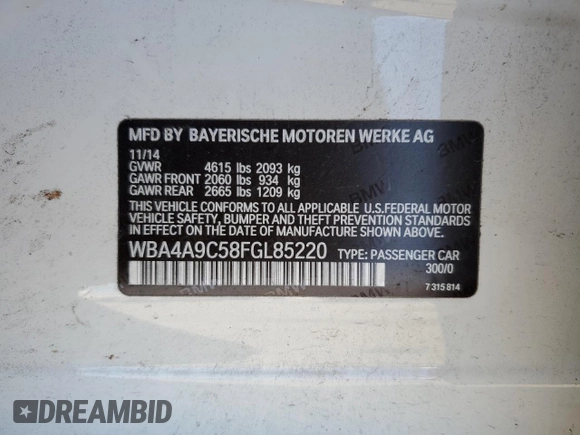 MFD BY BAYERISCHE MOTOREN WERKE AG
11/14
GVWR 4615 lbs 2093 kg
GAWR FRONT 2060 lbs 934 kg
GAWR REAR 2665 lbs 1209 kg
THIS VEHICLE CONFORMS TO ALL APPLICABLE U.S. FEDERAL MOTOR
VEHICLE SAFETY, BUMPER AND THEFT PREVENTION STANDARDS
IN EFFECT ON THE DATE OF MANUFACTURE SHOWN ABOVE.
WBA4A9C58FGL85220 TYPE: PASSENGER CAR
300/0
7 315 814
DREAMBID